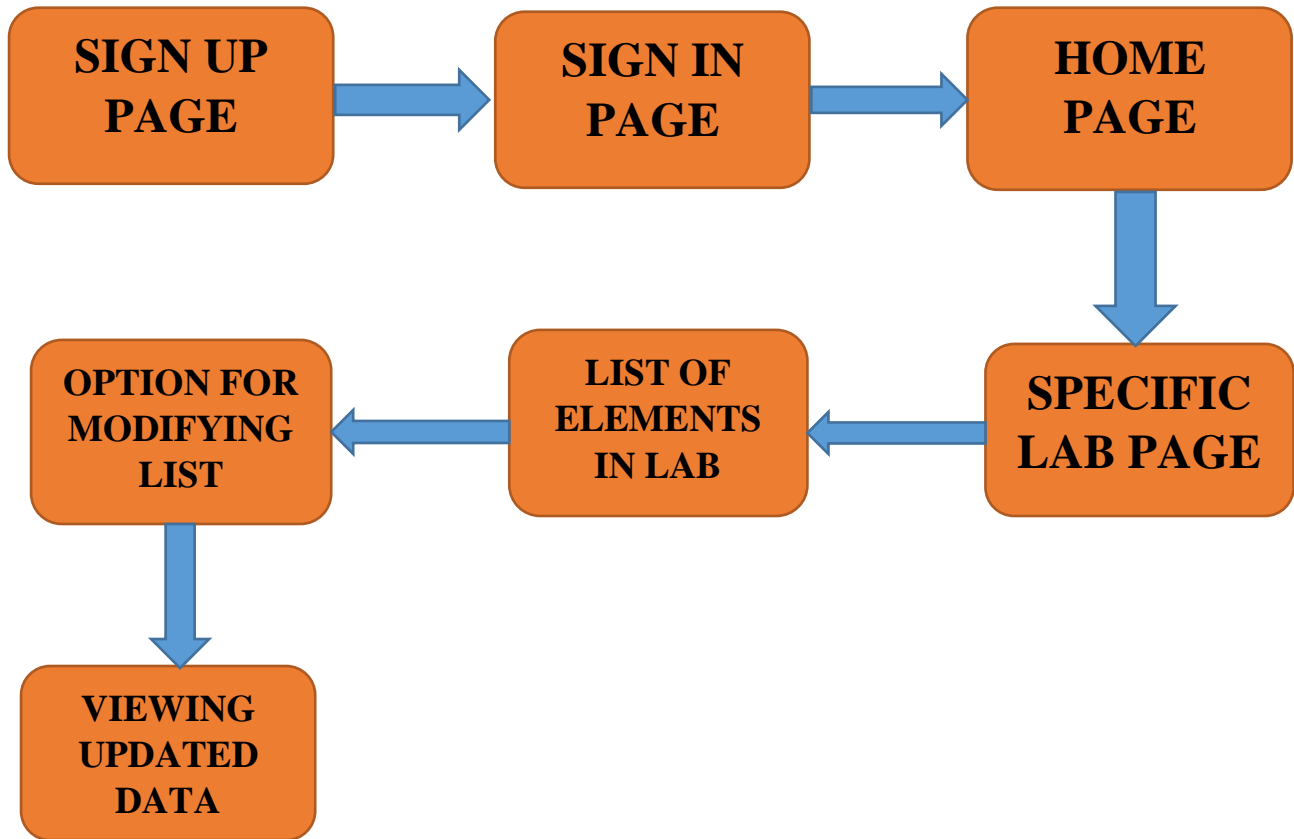 SIGN UP
PAGE
SIGN IN
PAGE
HOME
PAGE
SPECIFIC
LAB PAGE
LIST OF
ELEMENTS
IN LAB
OPTION FOR
MODIFYING
LIST
VIEWING
UPDATED
DATA